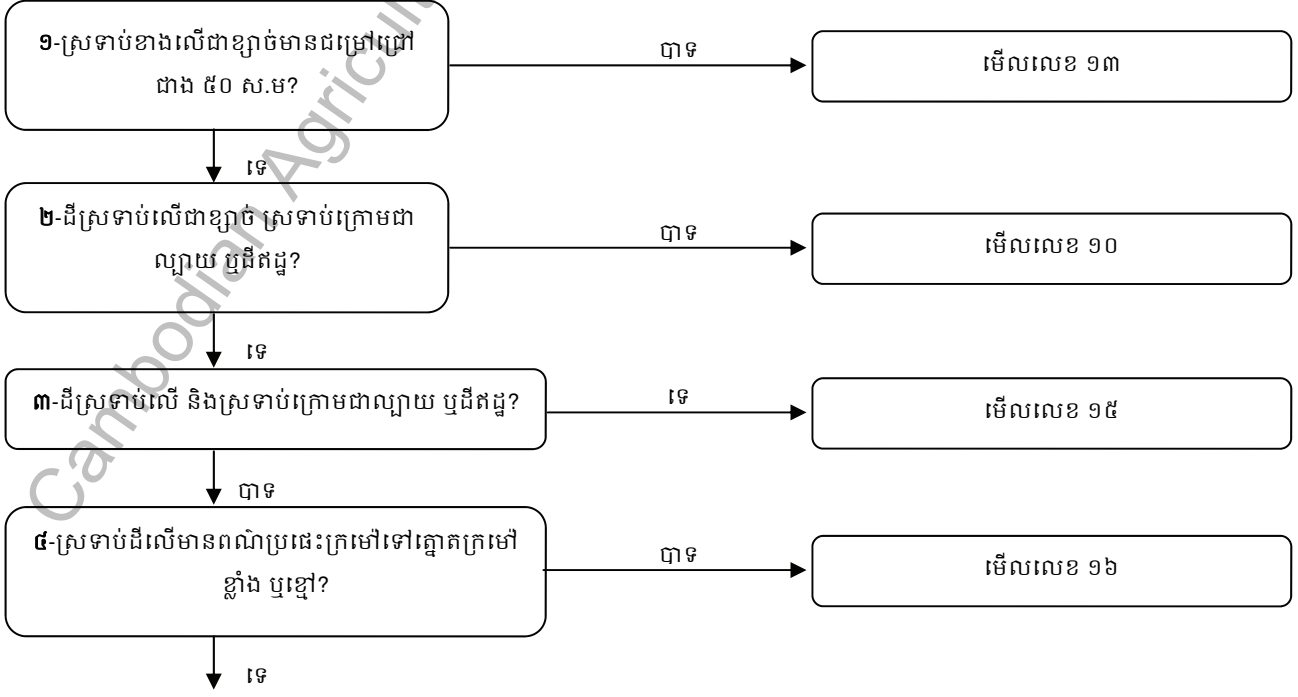 ១-ស្រទាប់ខាងលើជាខ្សាច់មានជម្រៅជ្រៅ
ជាង ៥០ ស.ម?
បាទ
មើលលេខ ១៣
ទេ
២-ដីស្រទាប់លើជាខ្សាច់ ស្រទាប់ក្រោមជា
ល្បាយ ឬដីឥដ្ឋ?
បាទ
មើលលេខ ១០
ទេ
៣-ដីស្រទាប់លើ និងស្រទាប់ក្រោមជាល្បាយ ឬដីឥដ្ឋ?
ទេ
មើលលេខ ១៥
បាទ
៤-ស្រទាប់ដីលើមានពណ៌ប្រផេះក្រមៅទៅត្នោតក្រមៅ
ខ្លាំង ឬខ្មៅ?
បាទ
មើលលេខ ១៦
ទេ
Cambodian Agricult